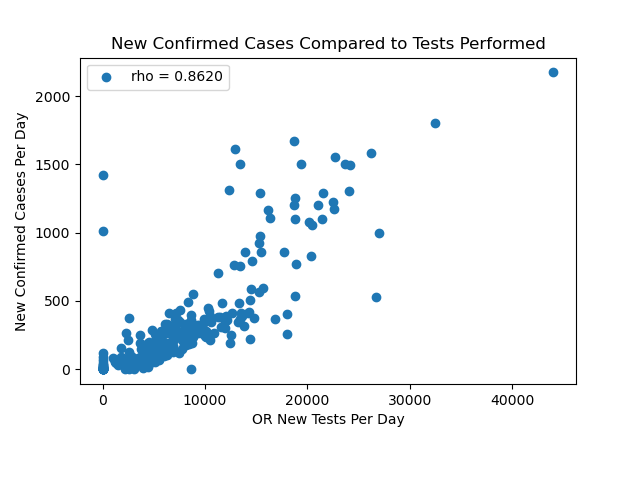 New Confirmed Cases Compared to Tests Performed
rho = 0.8620
New Confirmed Caeses Per Day
2000
1500
1000
500
0
0 10000 20000 30000 40000
OR New Tests Per Day